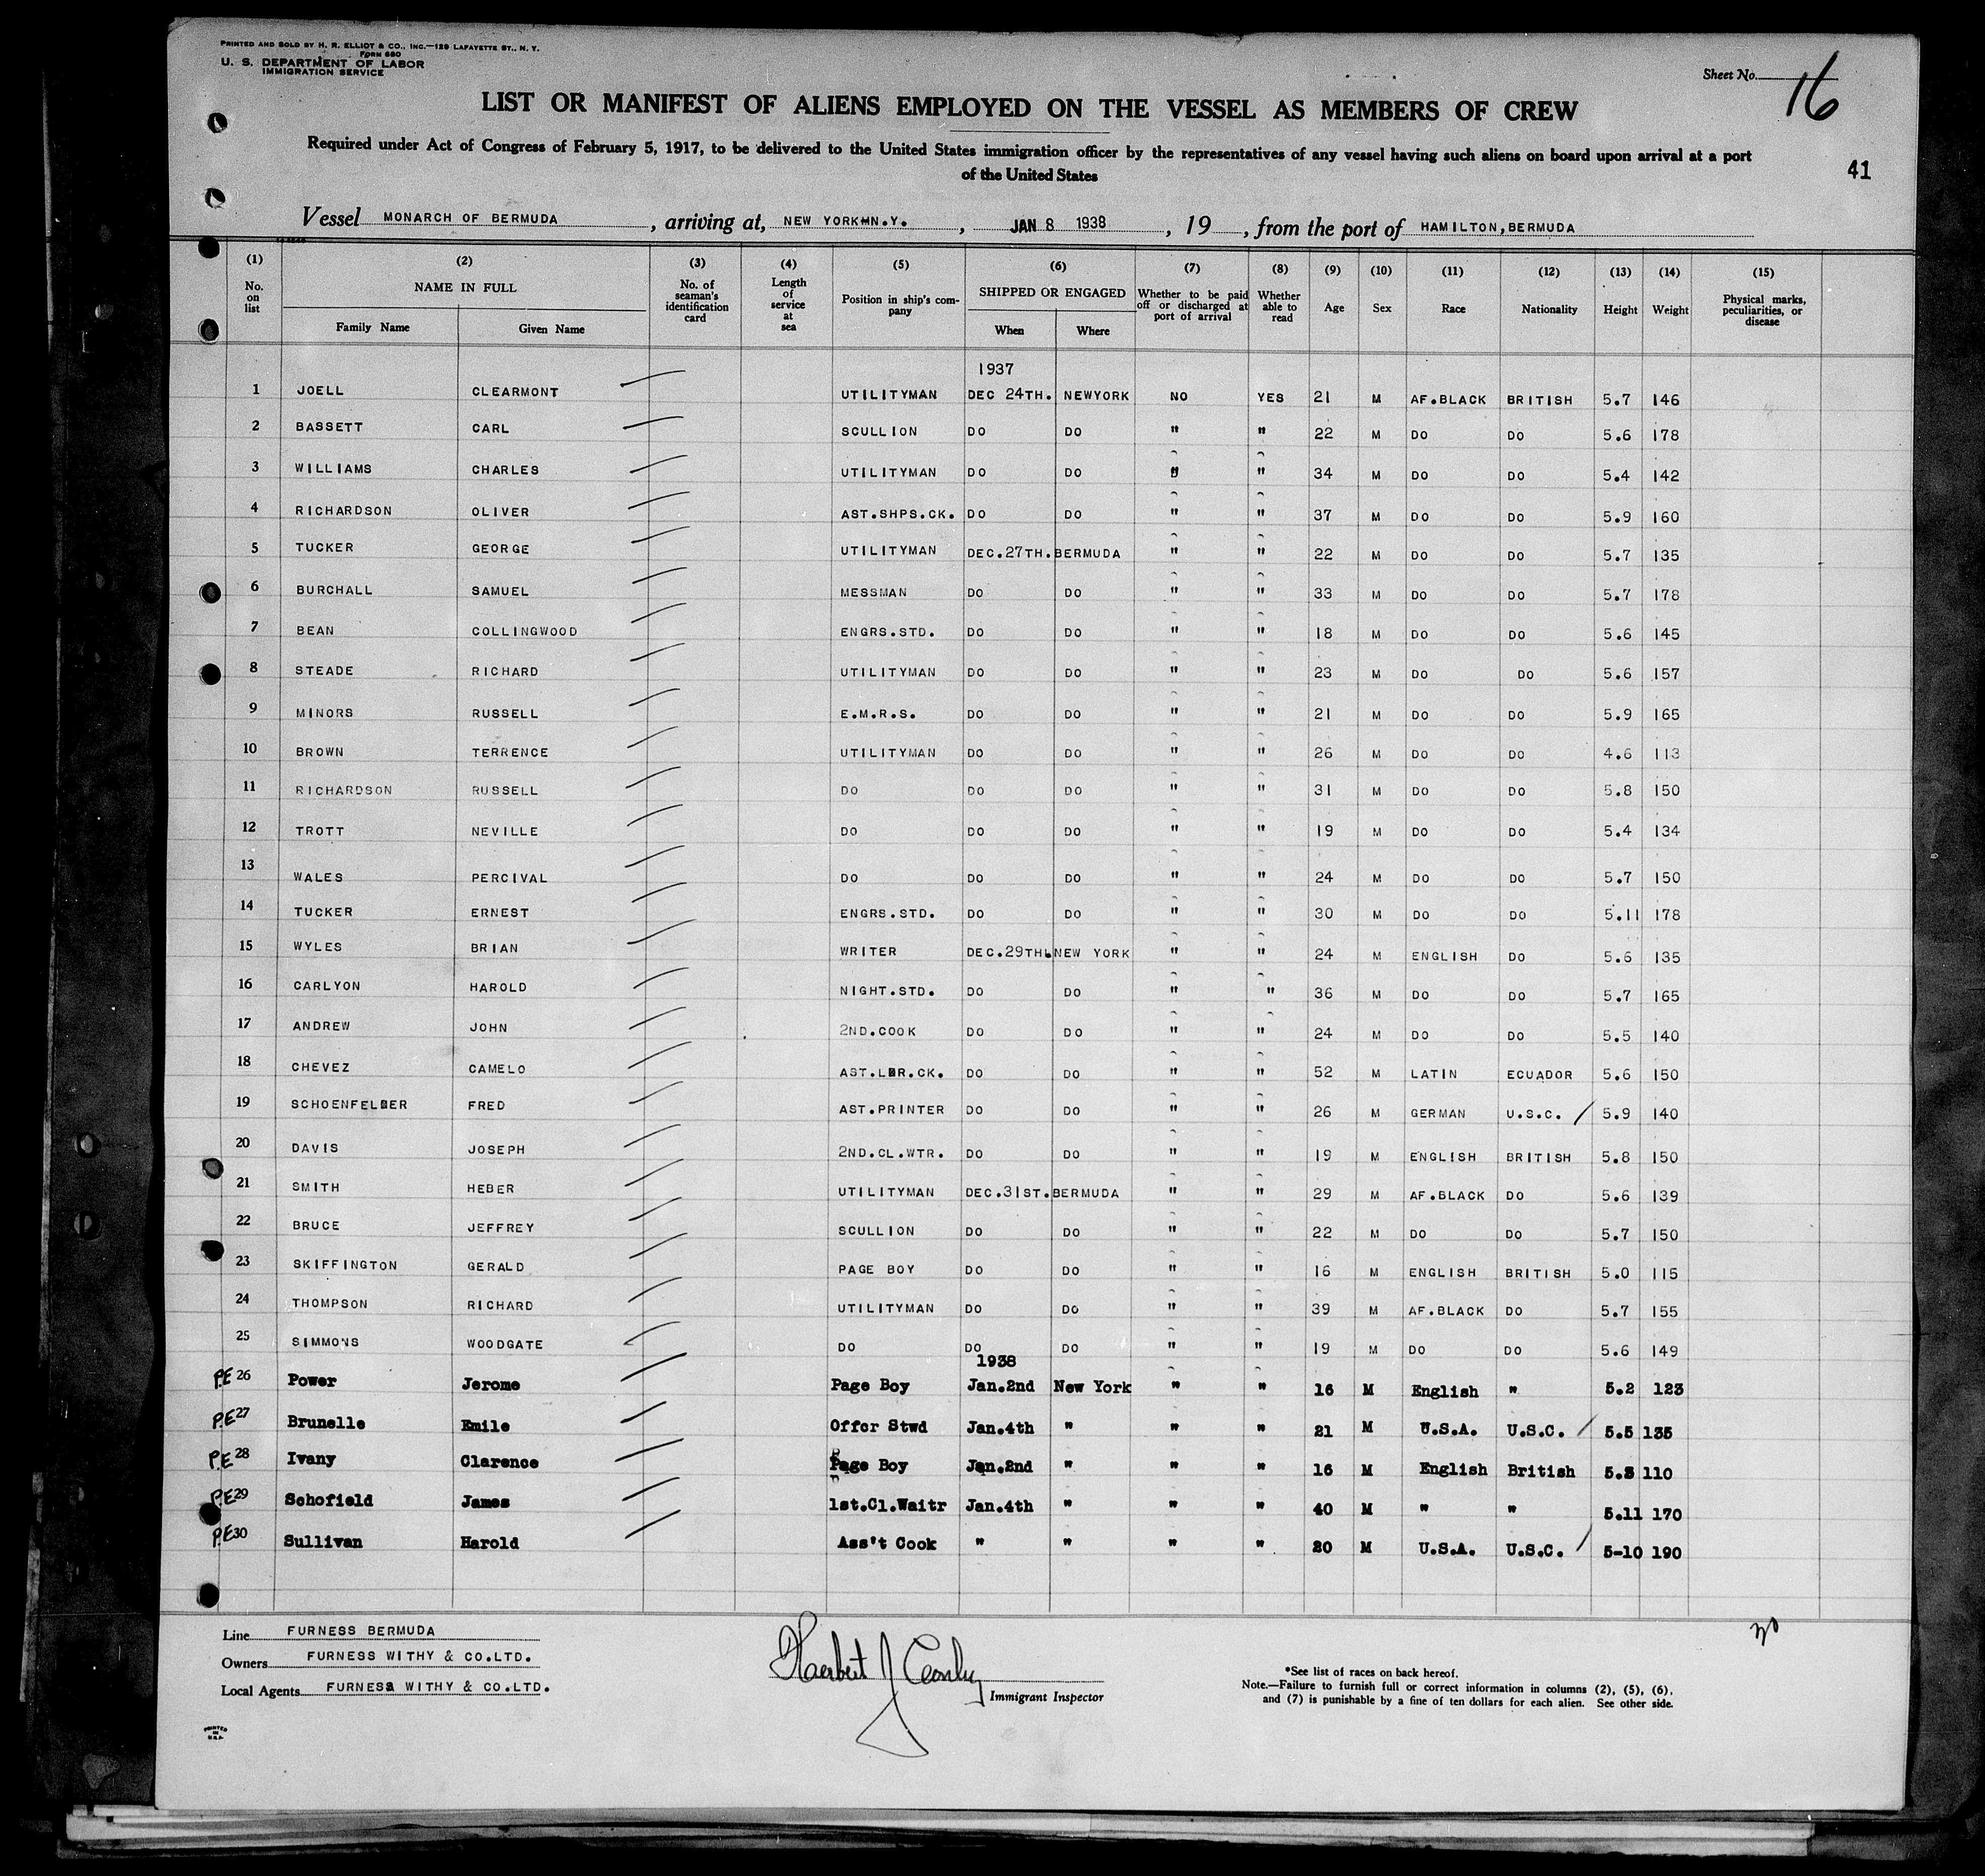 PRINTED AND SOLD BY H. R. ELLIOT & CO., INC.—129 LAFAYETTE ST., N. Y.
FORM 680
U. S. DEPARTMENT OF LABOR
IMMIGRATION SERVICE
Sheet No. 16
LIST OR MANIFEST OF ALIENS EMPLOYED ON THE VESSEL AS MEMBERS OF CREW
Required under Act of Congress of February 5, 1917, to be delivered to the United States immigration officer by the representatives of any vessel having such aliens on board upon arrival at a port
of the United States
41
Vessel MONARCH OF BERMUDA, arriving at, NEW YORK N.Y., JAN 8 1938, 19, from the port of HAMILTON, BERMUDA
(1) No. on list (2) NAME IN FULL Family Name Given Name (3) No. of seaman's identification card (4) Length of service at sea (5) Position in ship's company (6) SHIPPED OR ENGAGED When Where (7) Whether to be paid off or discharged at port of arrival (8) Whether able to read (9) Age (10) Sex (11) Race (12) Nationality (13) Height (14) Weight (15) Physical marks, peculiarities, or disease
1937
1 JOELL CLEARMONT UTILITYMAN DEC 24TH. NEWYORK NO YES 21 M AF.BLACK BRITISH 5.7 146
2 BASSETT CARL SCULLION DO DO " " 22 M DO DO 5.6 178
3 WILLIAMS CHARLES UTILITYMAN DO DO " " 34 M DO DO 5.4 142
4 RICHARDSON OLIVER AST.SHPS.CK. DO DO " " 37 M DO DO 5.9 160
5 TUCKER GEORGE UTILITYMAN DEC.27TH. BERMUDA " " 22 M DO DO 5.7 135
6 BURCHALL SAMUEL MESSMAN DO DO " " 33 M DO DO 5.7 178
7 BEAN COLLINGWOOD ENGRS.STD. DO DO " " 18 M DO DO 5.6 145
8 STEADE RICHARD UTILITYMAN DO DO " " 23 M DO DO 5.6 157
9 MINORS RUSSELL E.M.R.S. DO DO " " 21 M DO DO 5.9 165
10 BROWN TERRENCE UTILITYMAN DO DO " " 26 M DO DO 4.6 113
11 RICHARDSON RUSSELL DO DO DO " " 31 M DO DO 5.8 150
12 TROTT NEVILLE DO DO DO " " 19 M DO DO 5.4 134
13 WALES PERCIVAL DO DO DO " " 24 M DO DO 5.7 150
14 TUCKER ERNEST ENGRS.STD. DO DO " " 30 M DO DO 5.11 178
15 WYLES BRIAN WRITER DEC.29TH. NEW YORK " " 24 M ENGLISH DO 5.6 135
16 CARLYON HAROLD NIGHT.STD. DO DO " " 36 M DO DO 5.7 165
17 ANDREW JOHN 2ND.COOK DO DO " " 24 M DO DO 5.5 140
18 CHEVEZ CAMELO AST.LDR.CK. DO DO " " 52 M LATIN ECUADOR 5.6 150
19 SCHOENFELDER FRED AST.PRINTER DO DO " " 26 M GERMAN U.S.C. / 5.9 140
20 DAVIS JOSEPH 2ND.CL.WTR. DO DO " " 19 M ENGLISH BRITISH 5.8 150
21 SMITH HEBER UTILITYMAN DEC.31ST. BERMUDA " " 29 M AF.BLACK DO 5.6 139
22 BRUCE JEFFREY SCULLION DO DO " " 22 M DO DO 5.7 150
23 SKIFFINGTON GERALD PAGE BOY DO DO " " 16 M ENGLISH BRITISH 5.0 115
24 THOMPSON RICHARD UTILITYMAN DO DO " " 39 M AF.BLACK DO 5.7 155
25 SIMMONS WOODGATE DO DO DO " " 19 M DO DO 5.6 149
1938
P.E 26 Power Jerome Page Boy Jan.2nd New York " " 16 M English " 5.2 123
P.E 27 Brunelle Emile Offcr Stwd Jan.4th " " " 21 M U.S.A. U.S.C. / 5.5 135
P.E 28 Ivany Clarence Page Boy Jan.2nd " " " 16 M English British 5.3 110
P.E 29 Schofield James 1st.Cl.Waitr Jan.4th " " " 40 M " " 5.11 170
P.E 30 Sullivan Harold Ass't Cook " " " " 20 M U.S.A. U.S.C. / 5-10 190
30
Line FURNESS BERMUDA
Owners FURNESS WITHY & CO.LTD.
Local Agents FURNESS WITHY & CO.LTD.
Herbert J
Immigrant Inspector
*See list of races on back hereof.
Note.—Failure to furnish full or correct information in columns (2), (5), (6),
and (7) is punishable by a fine of ten dollars for each alien. See other side.
PRINTED
IN
U.S.A.